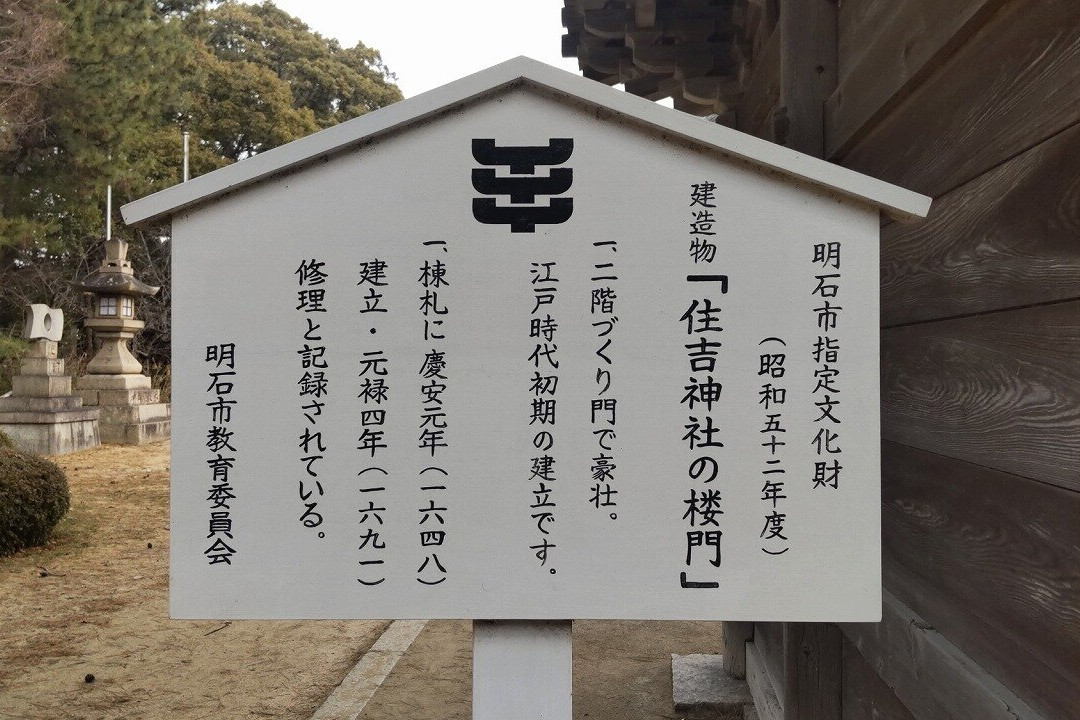 明石市指定文化財
（昭和五十二年度）
建造物「住吉神社の楼門」
一、二階づくり門で豪壮。
江戸時代初期の建立です。
一、棟札に慶安元年（一六四八）
建立・元禄四年（一六九一）
修理と記録されている。
明石市教育委員会